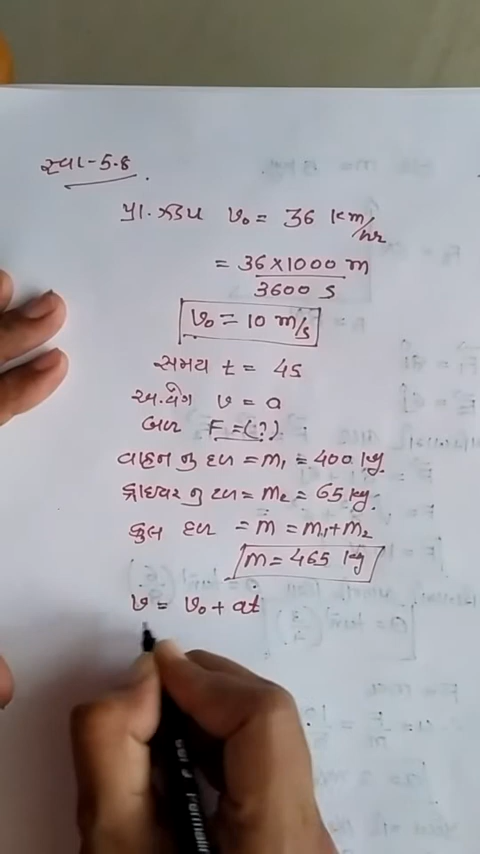 સ્વા-5.8
પ્રા. ઝડપ v₀ = 36 km/hr
= 36×1000 m / 3600 s
v₀ = 10 m/s
સમય t = 4s
અં.વેગ v = 0
બળ F = (?)
વાહન નુ દળ = m₁ = 400 kg.
ડ્રાઇવર નુ દળ = m₂ = 65 kg.
કુલ દળ = m = m₁+m₂
m = 465 kg
v = v₀ + at